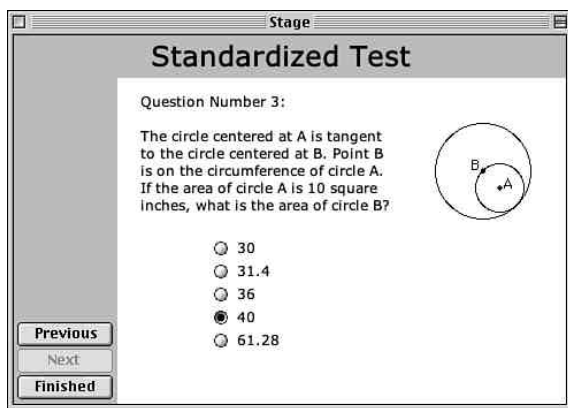 Stage
Standardized Test
Question Number 3:
The circle centered at A is tangent
to the circle centered at B. Point B
is on the circumference of circle A.
If the area of circle A is 10 square
inches, what is the area of circle B?
B
A
30
31.4
36
40
61.28
Previous
Next
Finished